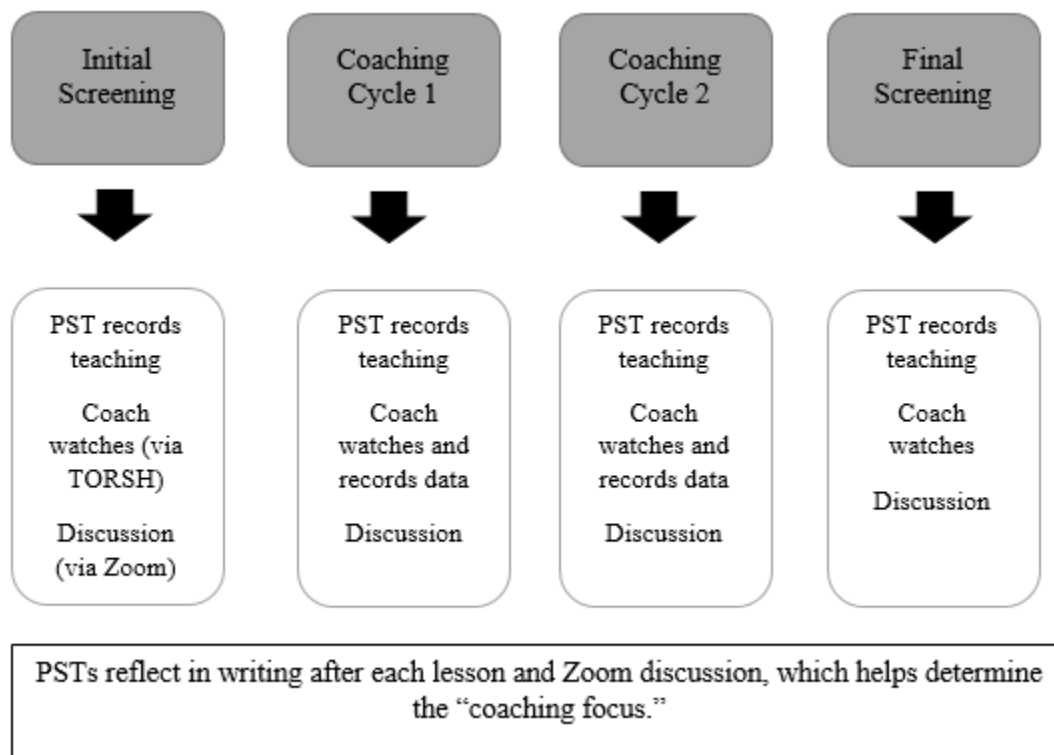 Initial
Screening
Coaching
Cycle 1
Coaching
Cycle 2
Final
Screening
PST records
teaching
Coach
watches (via
TORSH)
Discussion
(via Zoom)
PST records
teaching
Coach
watches and
records data
Discussion
PST records
teaching
Coach
watches and
records data
Discussion
PST records
teaching
Coach
watches
Discussion
PSTs reflect in writing after each lesson and Zoom discussion, which helps determine
the “coaching focus.”